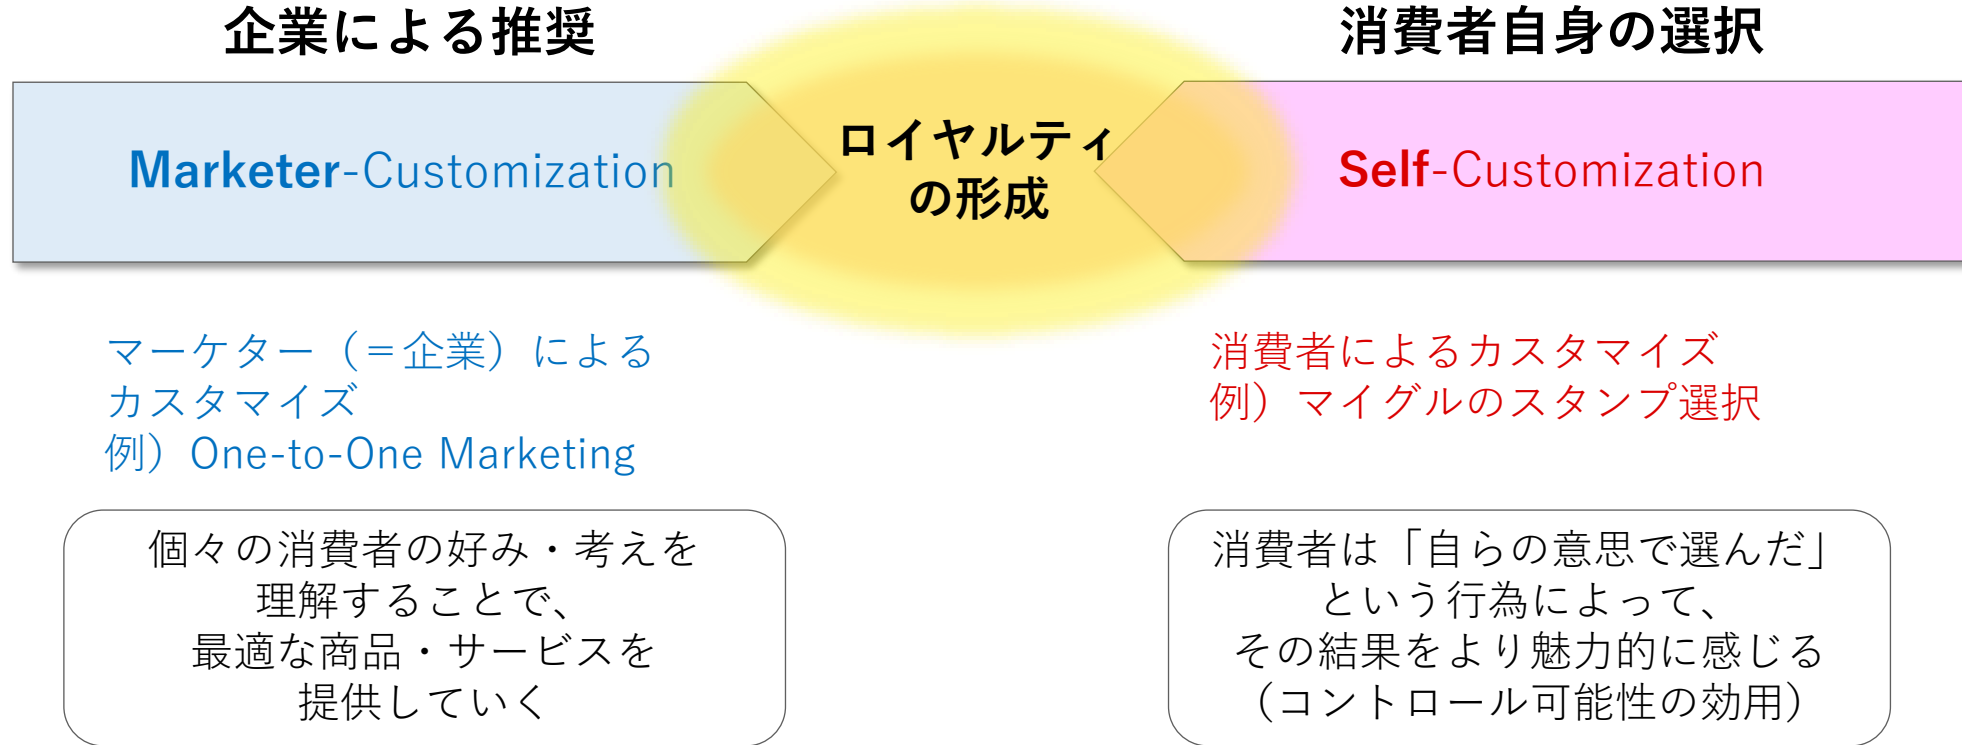 企業による推奨
消費者自身の選択
Marketer-Customization
ロイヤルティ
の形成
Self-Customization
マーケター（＝企業）による
カスタマイズ
例）One-to-One Marketing
消費者によるカスタマイズ
例）マイグルのスタンプ選択
個々の消費者の好み・考えを
理解することで、
最適な商品・サービスを
提供していく
消費者は「自らの意思で選んだ」
という行為によって、
その結果をより魅力的に感じる
（コントロール可能性の効用）